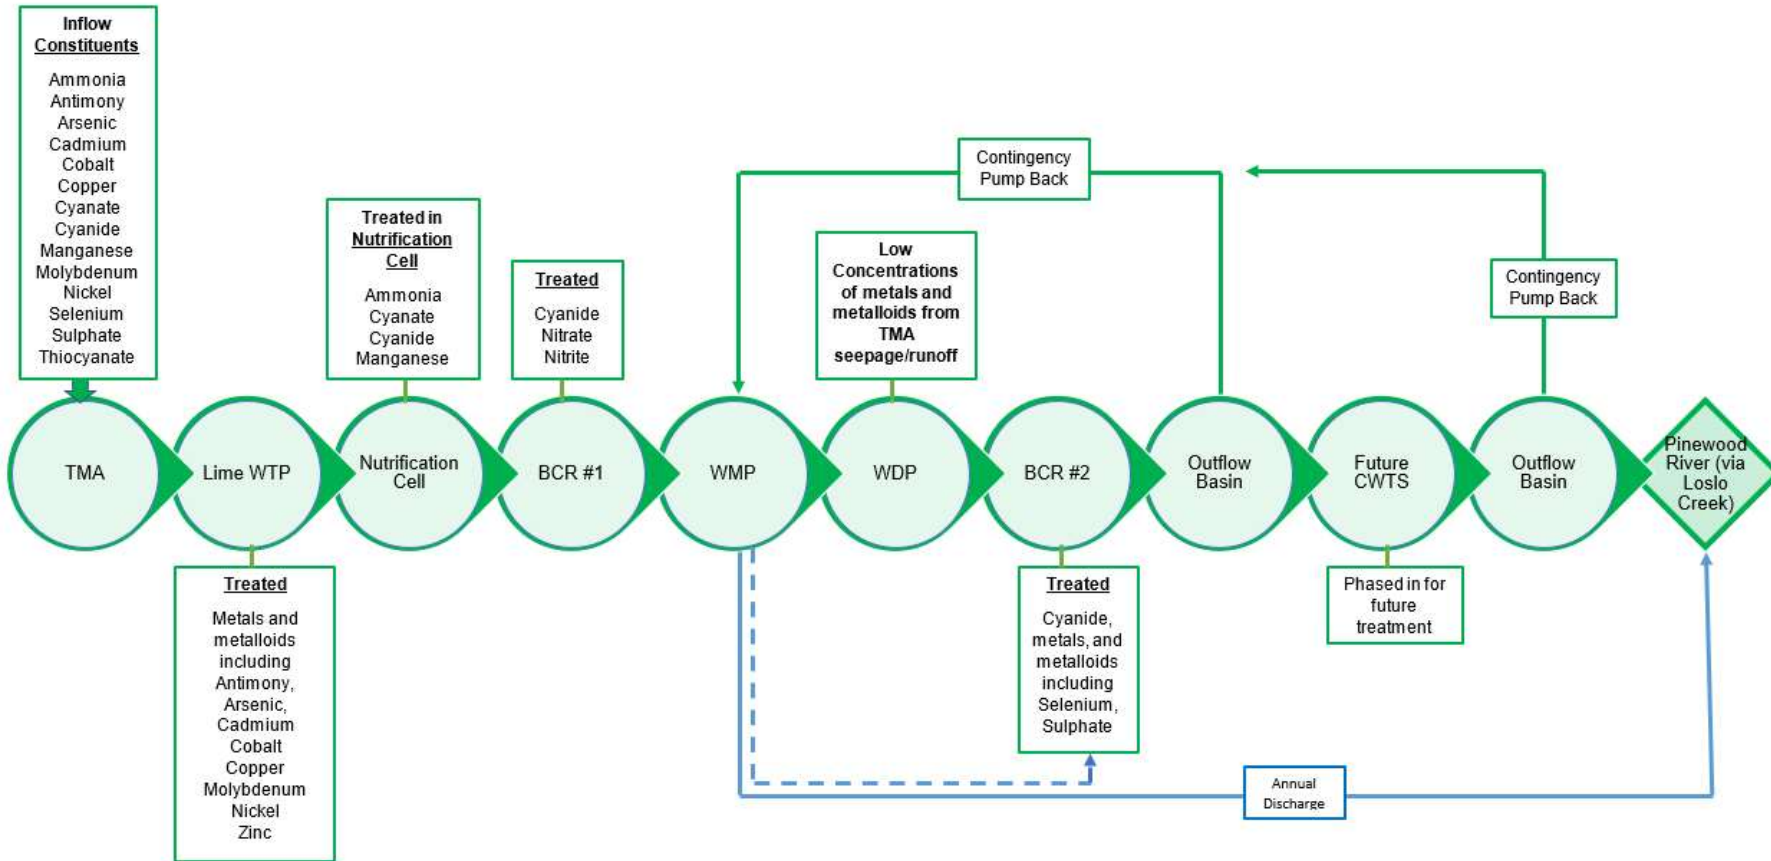 Inflow
Constituents
Ammonia
Antimony
Arsenic
Cadmium
Cobalt
Copper
Cyanate
Cyanide
Manganese
Molybdenum
Nickel
Selenium
Sulphate
Thiocyanate
Treated in
Nutrification
Cell
Ammonia
Cyanate
Cyanide
Manganese
Treated
Cyanide
Nitrate
Nitrite
Contingency
Pump Back
Low
Concentrations
of metals and
metalloids from
TMA
seepage/runoff
Contingency
Pump Back
TMA
Lime WTP
Nutrification
Cell
BCR #1
WMP
WDP
BCR #2
Outflow
Basin
Future
CWTS
Outflow
Basin
Pinewood
River (via
Loslo
Creek)
Treated
Metals and
metalloids
including
Antimony,
Arsenic,
Cadmium
Cobalt
Copper
Molybdenum
Nickel
Zinc
Treated
Cyanide,
metals, and
metalloids
including
Selenium,
Sulphate
Phased in for
future
treatment
Annual
Discharge